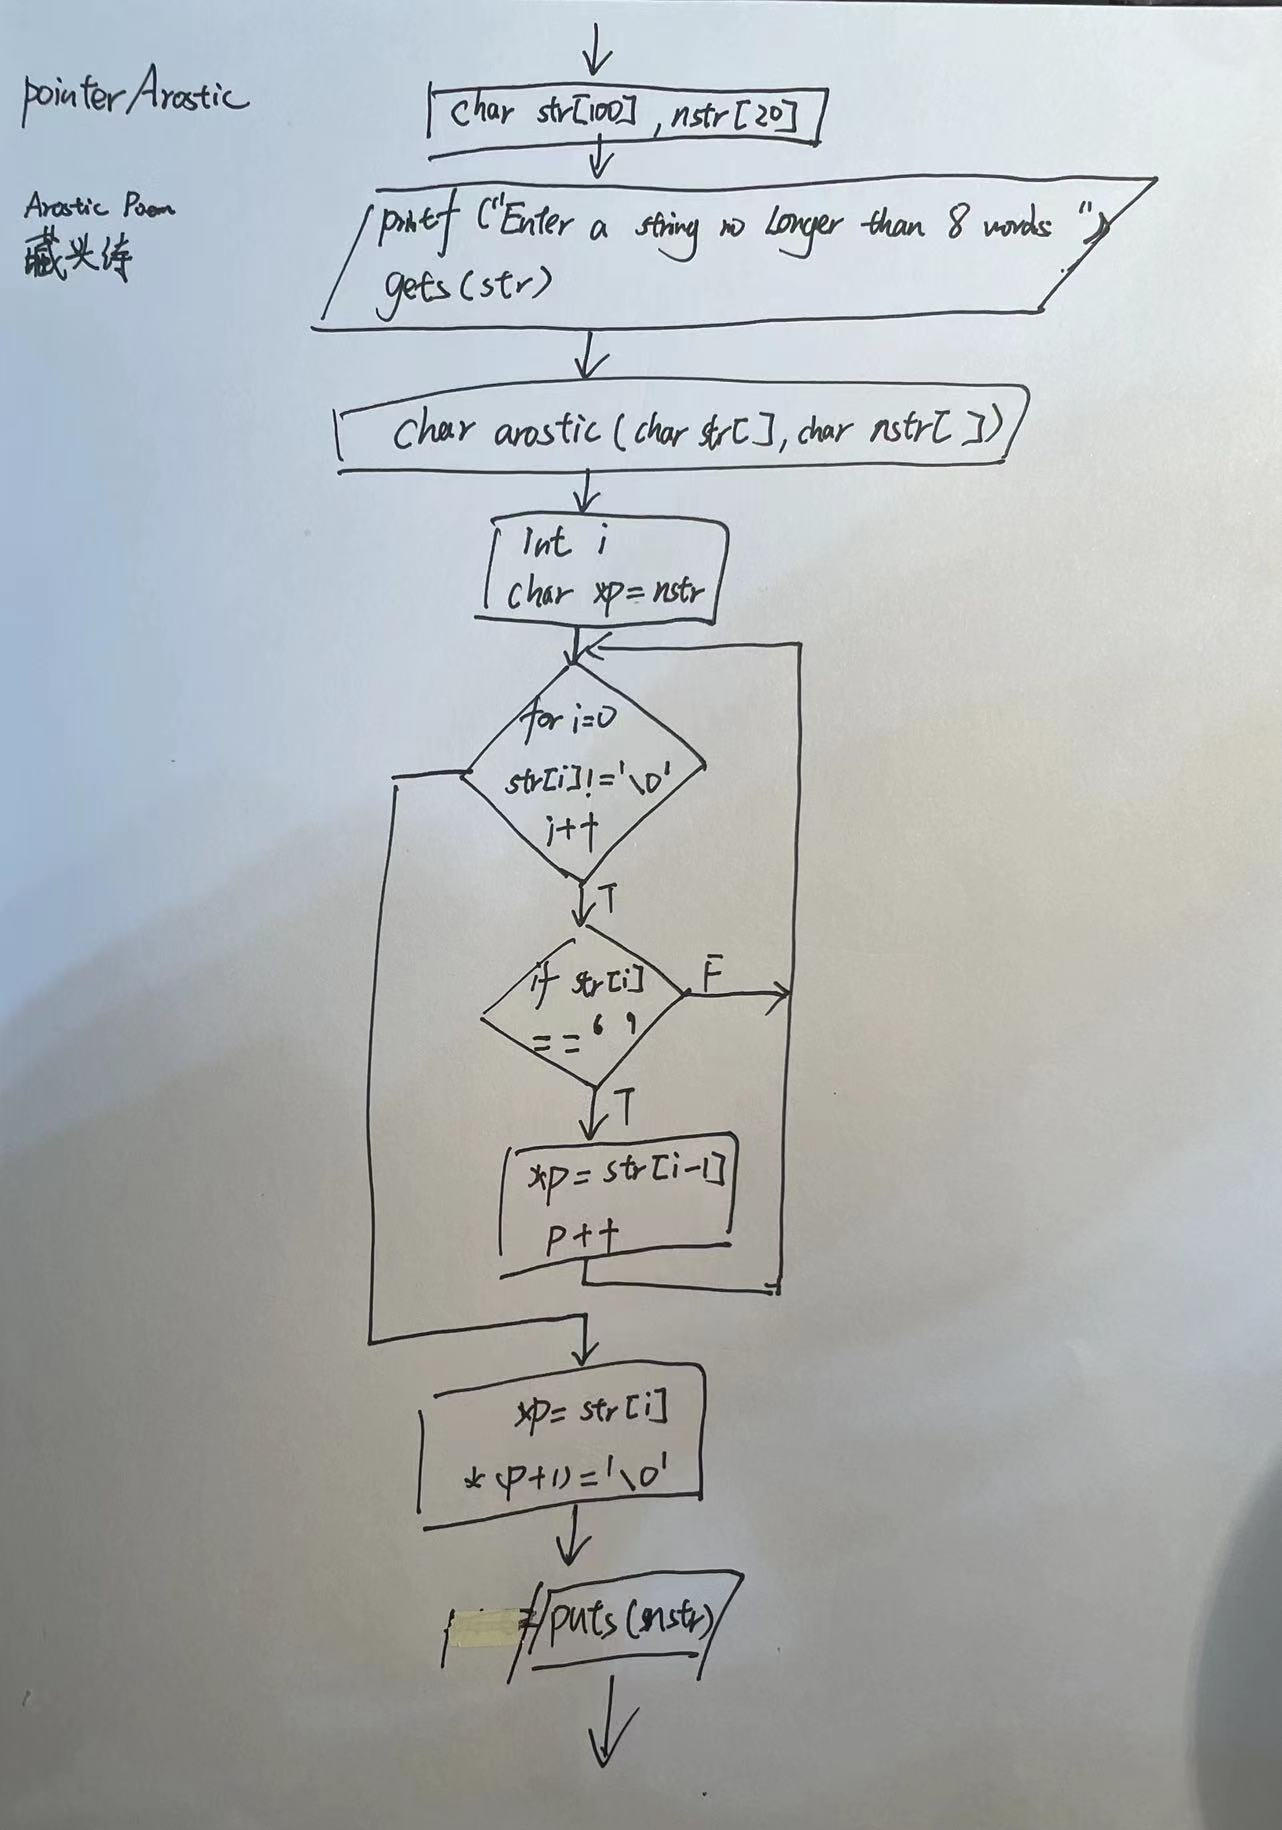 pointerArostic
Arostic Poem
藏头诗
char str[100], nstr[20]
printf ("Enter a string no longer than 8 words ")
gets(str)
char arostic(char str[], char nstr[ ])
int i
char *p=nstr
for i=0
str[i]!='\0'
i++
T
if str[i]
==' '
F
T
*p=str[i-1]
p++
*p=str[i]
*(p+1)='\0'
puts(nstr)